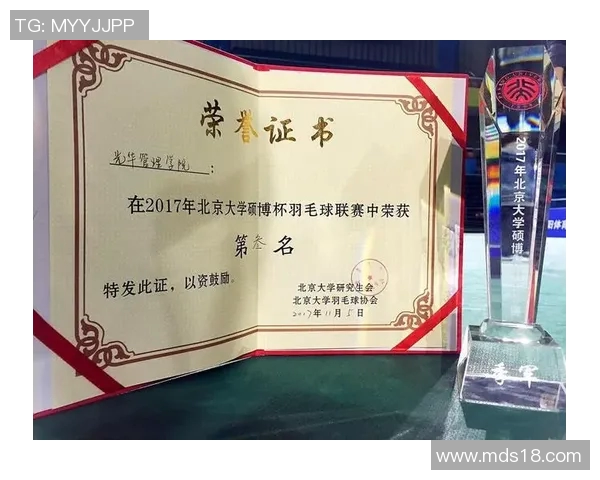 TG: MYYJJPP
荣誉证书
光华管理学院：
在2017年北京大学硕博杯羽毛球联赛中荣获
第叁名
特发此证，以资鼓励。
北京大学研究生会
北京大学羽毛球协会
2017年11月5日
2017年北京大学硕博
季军
www.mds18.com